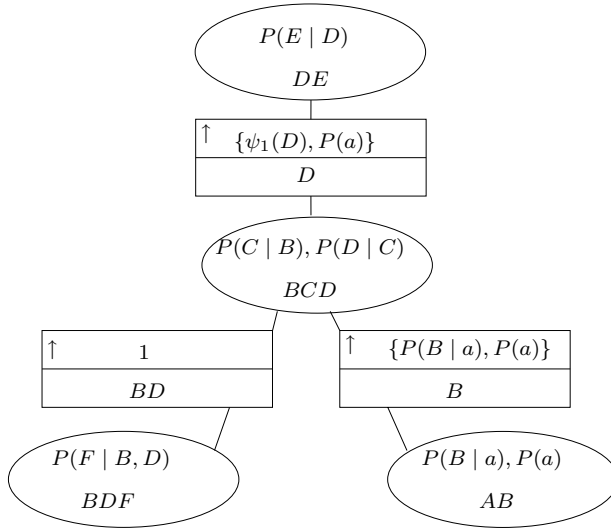 P(E | D)
DE
↑ {ψ₁(D), P(a)}
D
P(C | B), P(D | C)
BCD
↑ 1
BD
↑ {P(B | a), P(a)}
B
P(F | B, D)
BDF
P(B | a), P(a)
AB